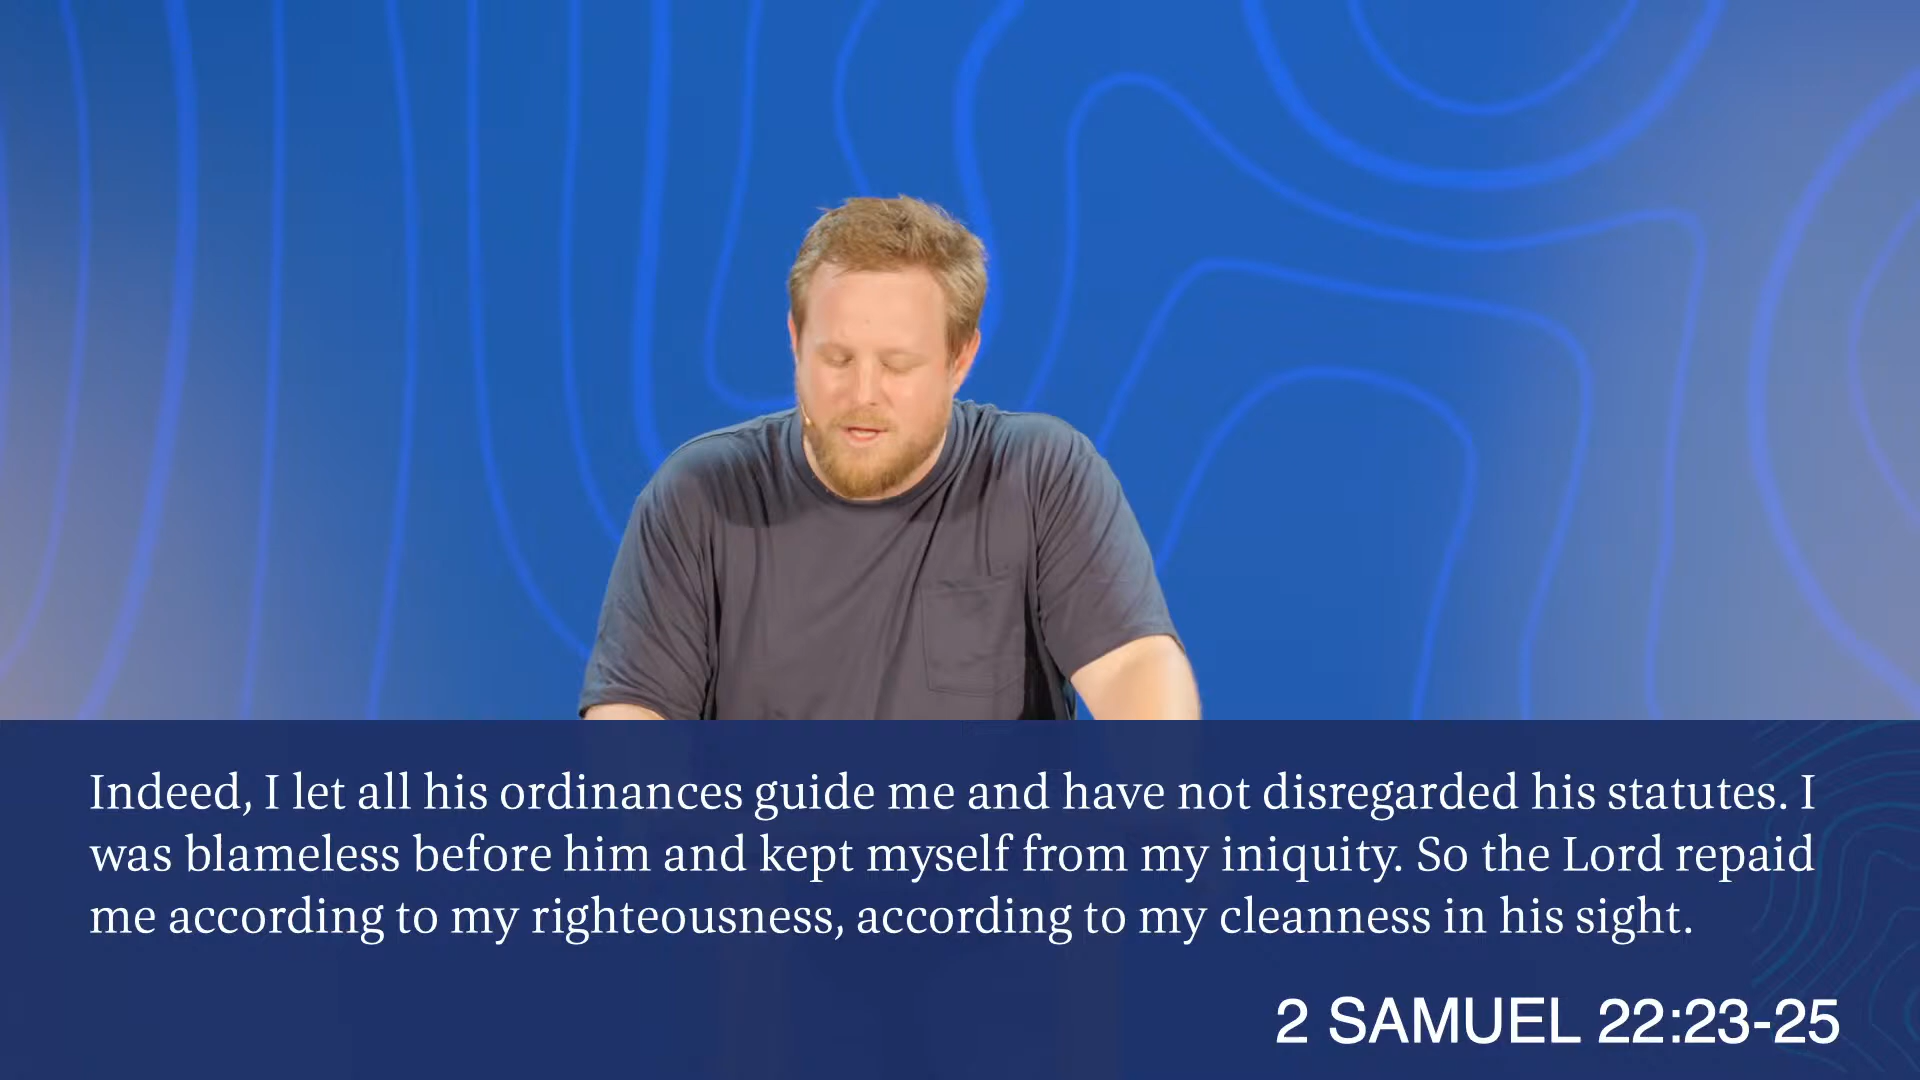 Indeed, I let all his ordinances guide me and have not disregarded his statutes. I
was blameless before him and kept myself from my iniquity. So the Lord repaid
me according to my righteousness, according to my cleanness in his sight.
2 SAMUEL 22:23-25